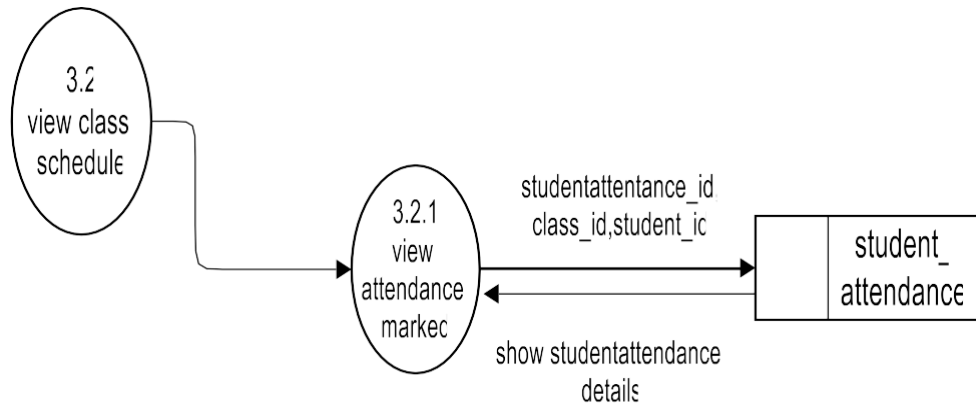 3.2
view class
schedule
3.2.1
view
attendance
marked
studentattentance_id,
class_id,student_id
student_
attendance
show studentattendance
details